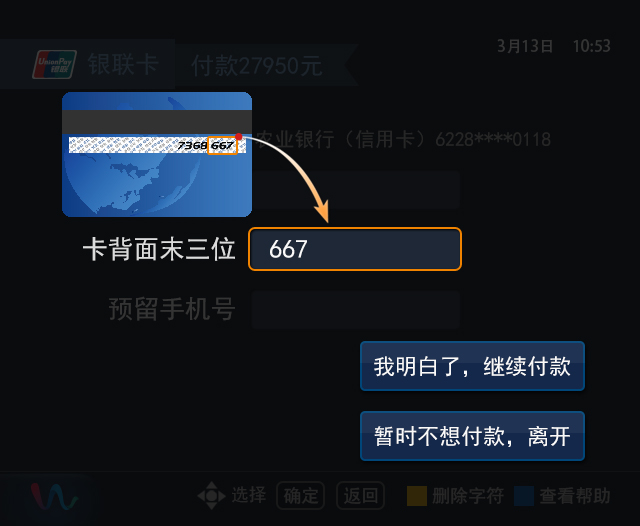 3月13日 10:53
UnionPay
银联
银联卡 付款27950元
7368 667
农业银行（信用卡）6228****0118
卡背面末三位 667
预留手机号
我明白了，继续付款
暂时不想付款，离开
选择 确定 返回 删除字符 查看帮助